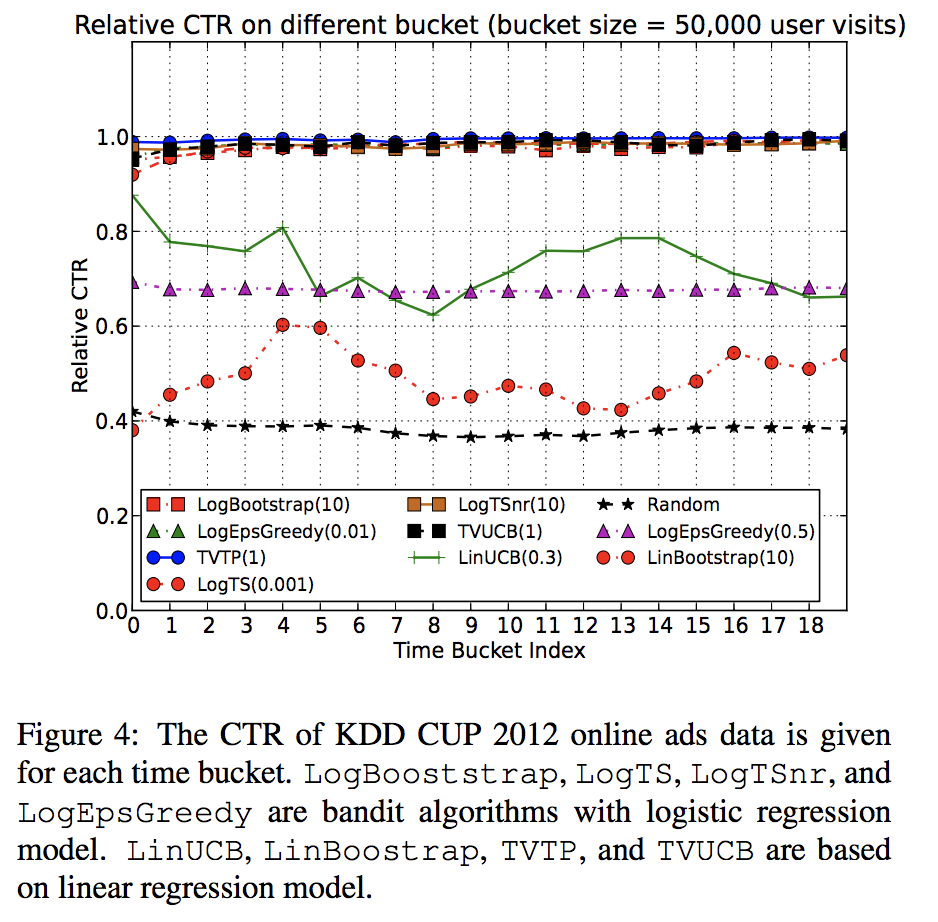 Relative CTR on different bucket (bucket size = 50,000 user visits)
1.0
0.8
0.6
0.4
0.2
0.0
Relative CTR
LogBootstrap(10)
LogTSnr(10)
Random
LogEpsGreedy(0.01)
TVUCB(1)
LogEpsGreedy(0.5)
TVTP(1)
LinUCB(0.3)
LinBootstrap(10)
LogTS(0.001)
0 1 2 3 4 5 6 7 8 9 10 11 12 13 14 15 16 17 18
Time Bucket Index
Figure 4: The CTR of KDD CUP 2012 online ads data is given
for each time bucket. LogBooststrap, LogTS, LogTSnr, and
LogEpsGreedy are bandit algorithms with logistic regression
model. LinUCB, LinBoostrap, TVTP, and TVUCB are based
on linear regression model.